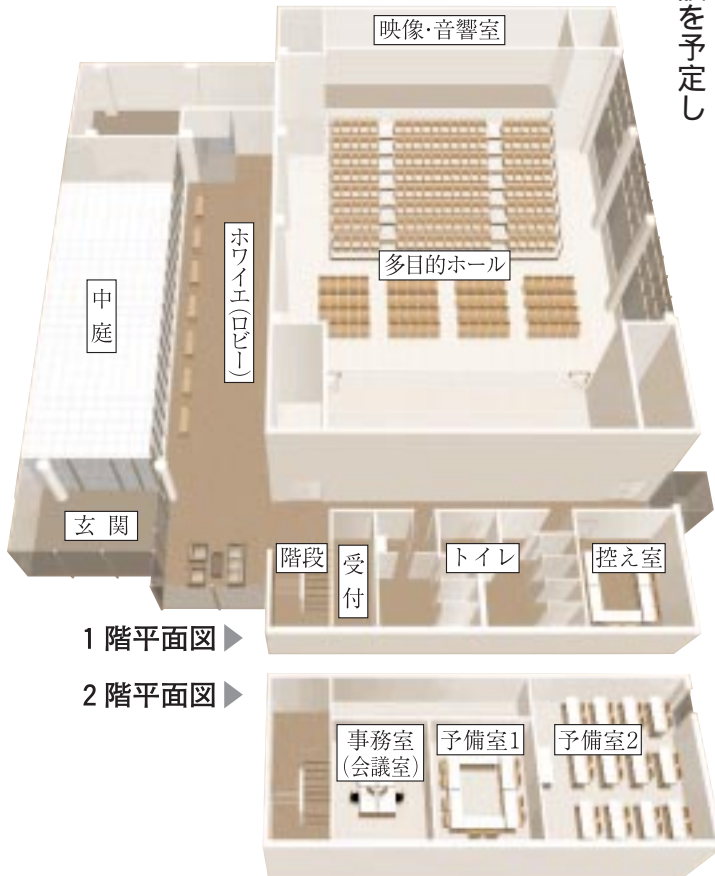 を予定し
映像・音響室
多目的ホール
ホワイエ(ロビー)
中庭
玄関
階段
受付
トイレ
控え室
1階平面図▶
2階平面図▶
事務室
(会議室)
予備室1
予備室2